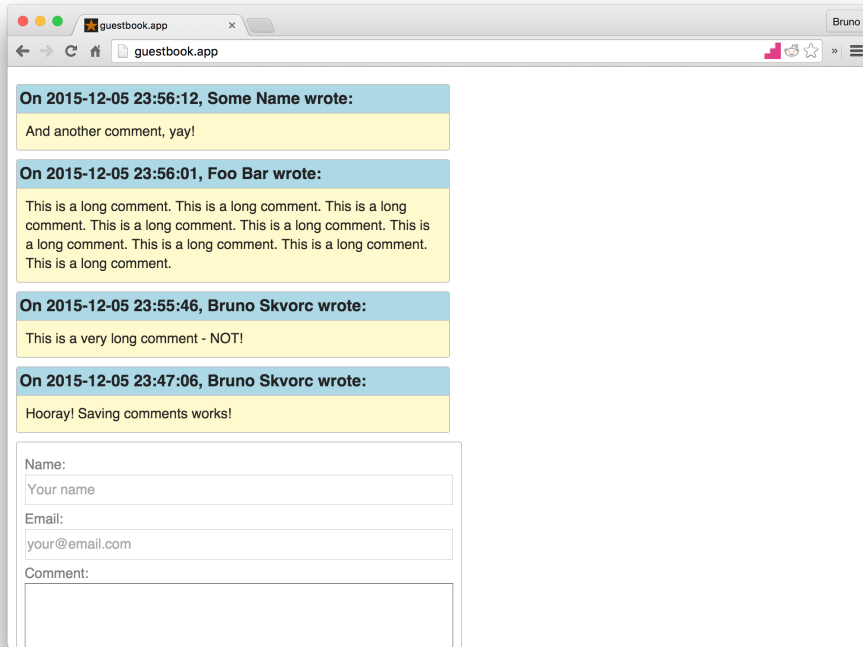 guestbook.app
Bruno
guestbook.app
On 2015-12-05 23:56:12, Some Name wrote:
And another comment, yay!
On 2015-12-05 23:56:01, Foo Bar wrote:
This is a long comment. This is a long comment. This is a long
comment. This is a long comment. This is a long comment. This is
a long comment. This is a long comment. This is a long comment.
This is a long comment.
On 2015-12-05 23:55:46, Bruno Skvorc wrote:
This is a very long comment - NOT!
On 2015-12-05 23:47:06, Bruno Skvorc wrote:
Hooray! Saving comments works!
Name:
Your name
Email:
your@email.com
Comment: